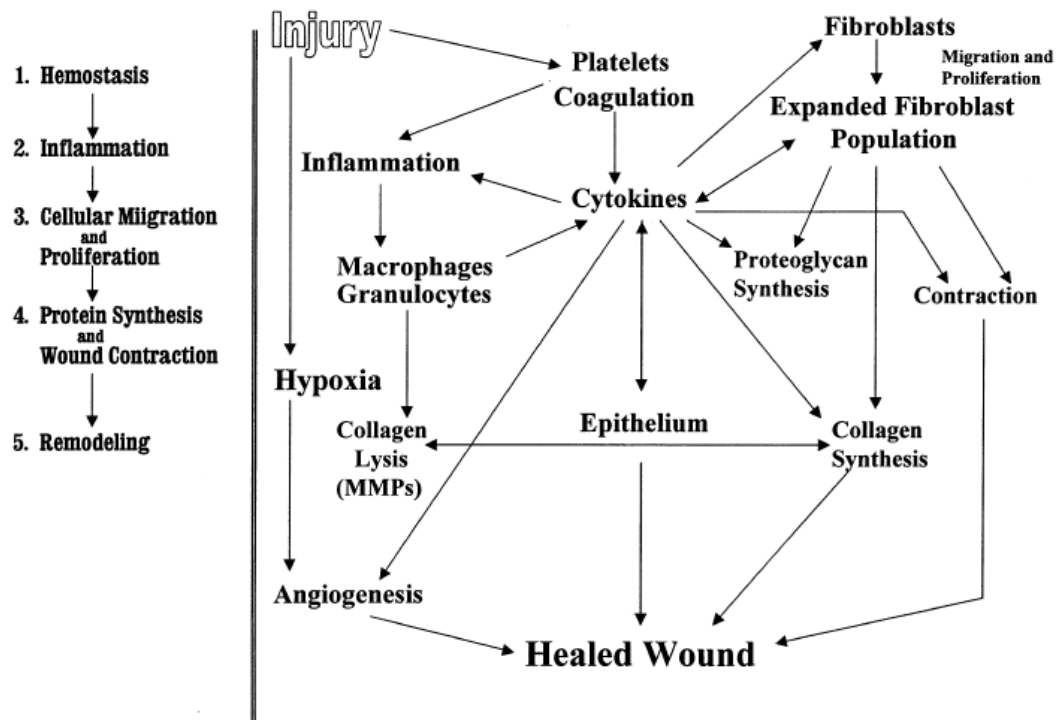 1. Hemostasis
2. Inflammation
3. Cellular Miigration
and
Proliferation
4. Protein Synthesis
and
Wound Contraction
5. Remodeling
Injury
Platelets
Coagulation
Fibroblasts
Migration and
Proliferation
Expanded Fibroblast
Population
Inflammation
Cytokines
Macrophages
Granulocytes
Proteoglycan
Synthesis
Contraction
Hypoxia
Collagen
Lysis
(MMPs)
Epithelium
Collagen
Synthesis
Angiogenesis
Healed Wound